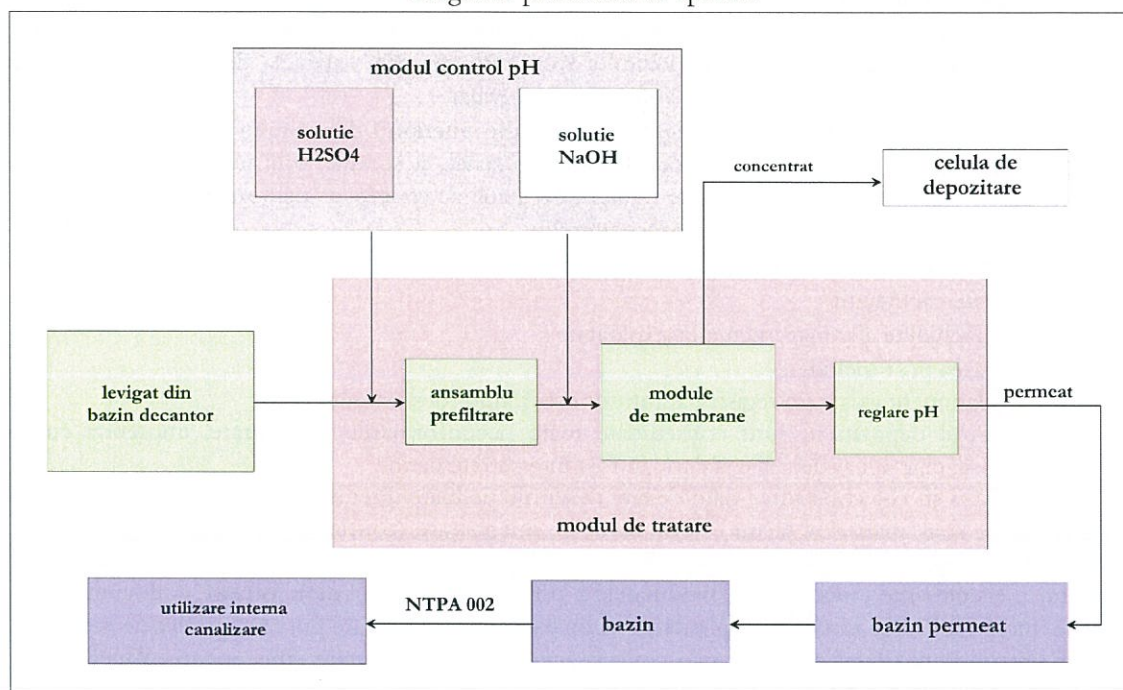 modul control pH
solutie
H2SO4
solutie
NaOH
concentrat
celula de
depozitare
levigat din
bazin decantor
ansamblu
prefiltrare
module
de membrane
reglare pH
permeat
modul de tratare
utilizare interna
canalizare
NTPA 002
bazin
bazin permeat